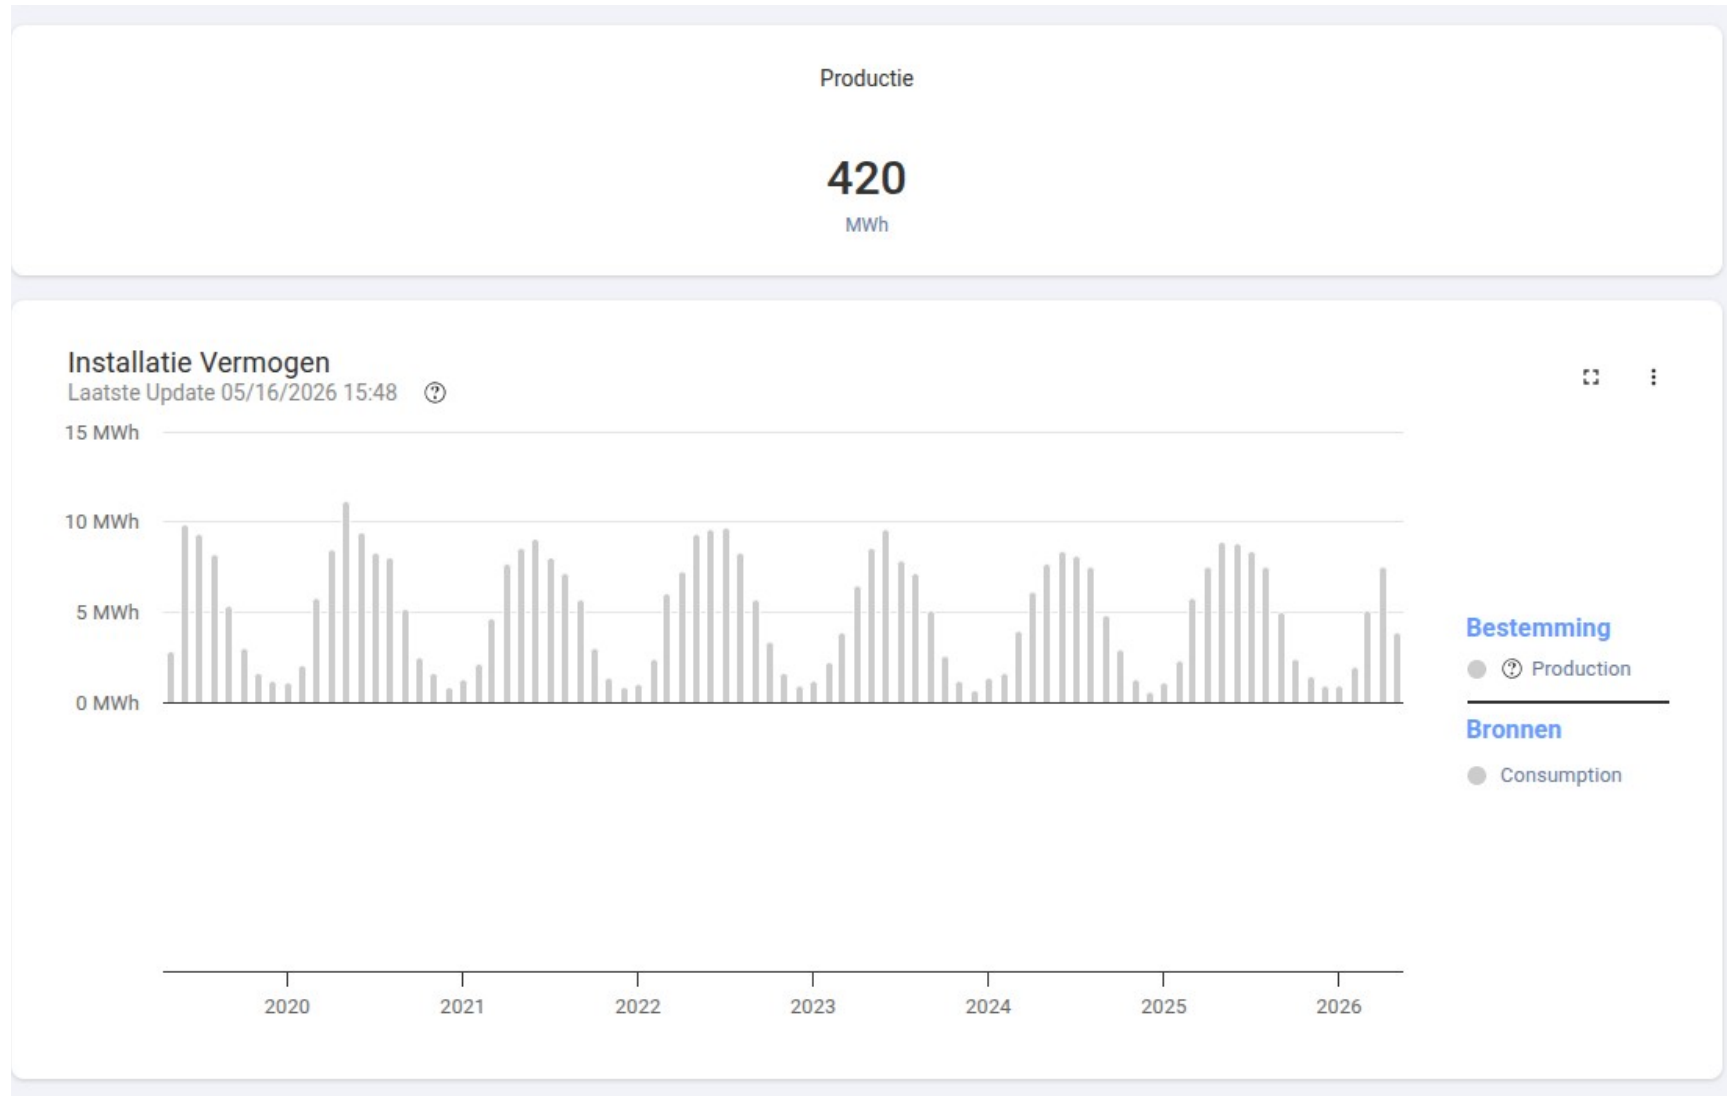 Productie
420
MWh
Installatie Vermogen
Laatste Update 05/16/2026 15:48
15 MWh
10 MWh
5 MWh
0 MWh
Bestemming
Production
Bronnen
Consumption
2020 2021 2022 2023 2024 2025 2026